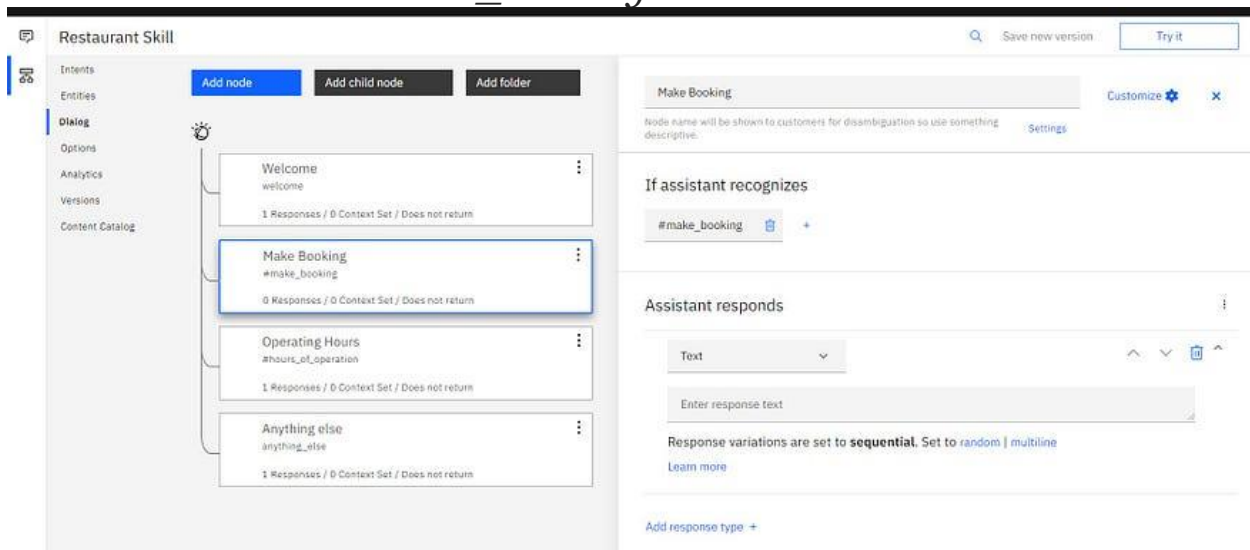 Restaurant Skill
Save new version
Try it
Intents
Entities
Dialog
Options
Analytics
Versions
Content Catalog
Add node
Add child node
Add folder
Welcome
welcome
1 Responses / 0 Context Set / Does not return
Make Booking
#make_booking
0 Responses / 0 Context Set / Does not return
Operating Hours
#hours_of_operation
1 Responses / 0 Context Set / Does not return
Anything else
anything_else
1 Responses / 0 Context Set / Does not return
Make Booking
Customize
Node name will be shown to customers for disambiguation so use something
descriptive.
Settings
If assistant recognizes
#make_booking
+
Assistant responds
Text
Enter response text
Response variations are set to sequential. Set to random | multiline
Learn more
Add response type +